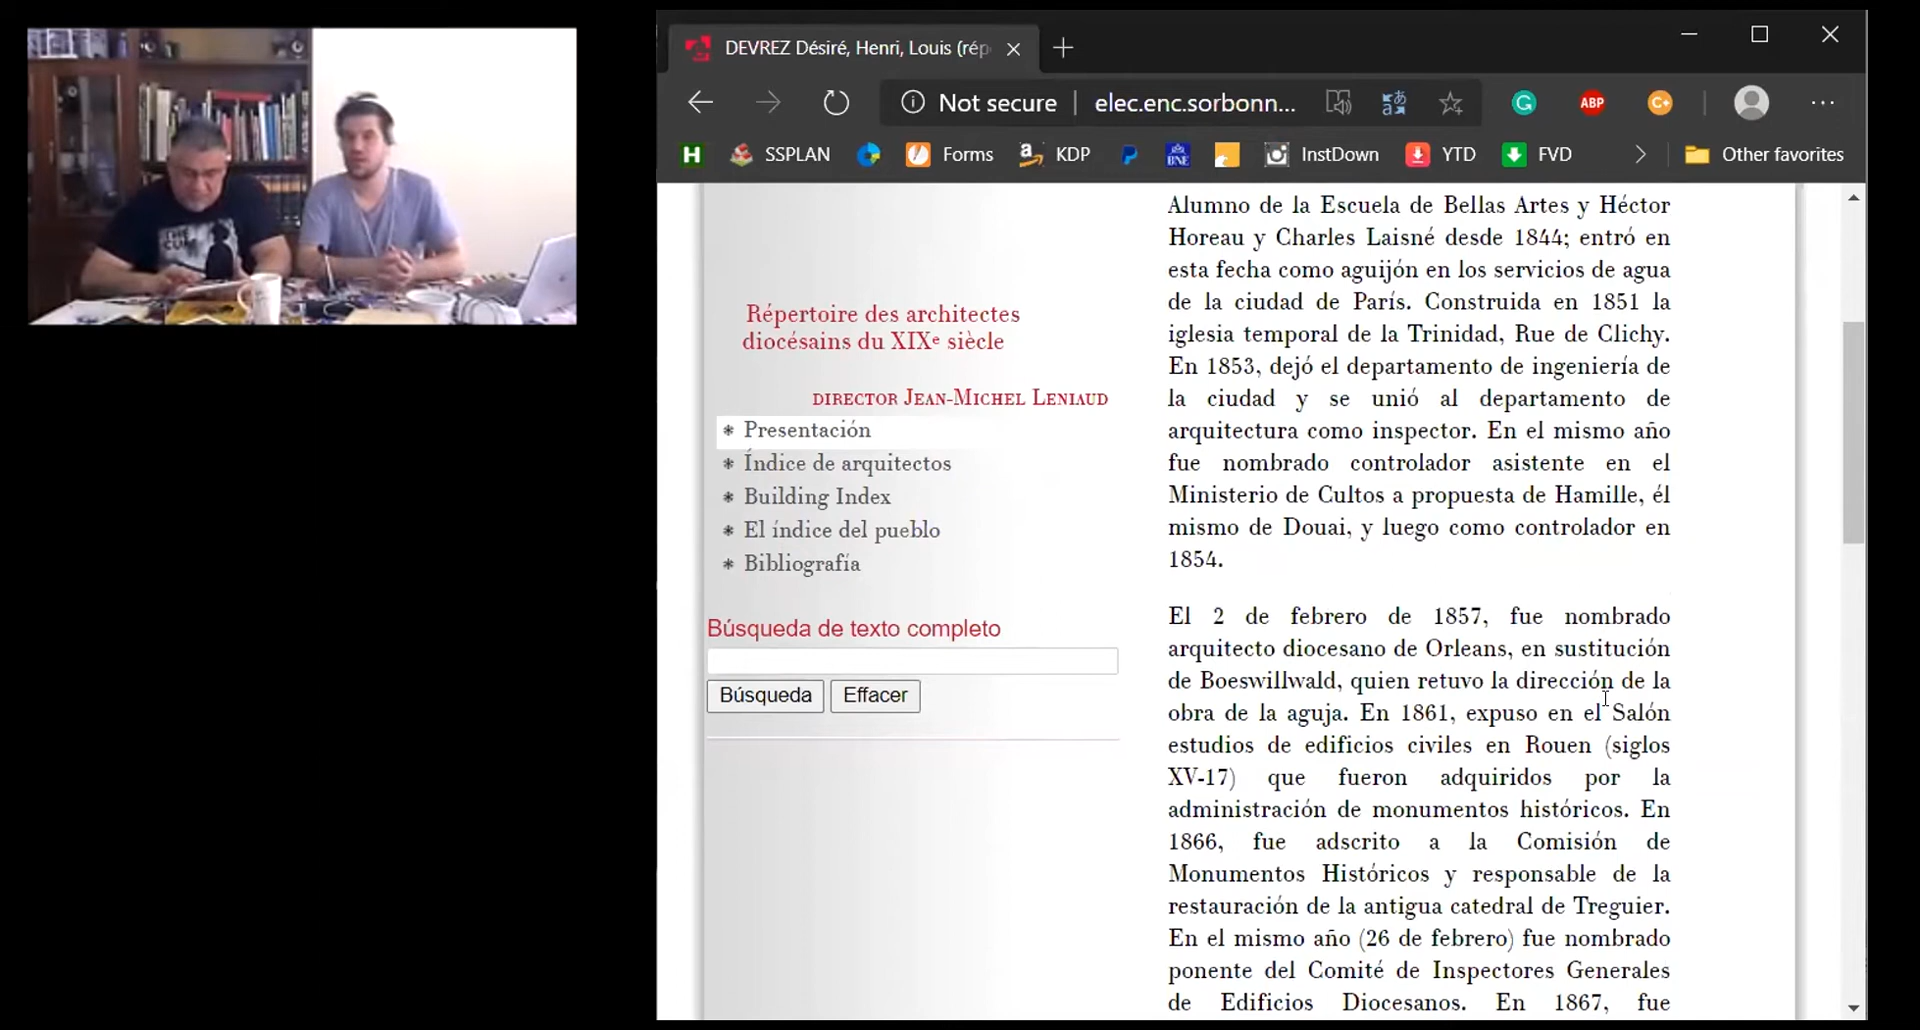 THE
CURE
DEVREZ Désiré, Henri, Louis (rép
Not secure
elec.enc.sorbonn...
ABP
SSPLAN
Forms
KDP
BNE
InstDown
YTD
FVD
Other favorites
Répertoire des architectes
diocésains du XIXe siècle
DIRECTOR JEAN-MICHEL LENIAUD
* Presentación
* Índice de arquitectos
* Building Index
* El índice del pueblo
* Bibliografía
Búsqueda de texto completo
Búsqueda
Effacer
Alumno de la Escuela de Bellas Artes y Héctor
Horeau y Charles Laisné desde 1844; entró en
esta fecha como aguijón en los servicios de agua
de la ciudad de París. Construida en 1851 la
iglesia temporal de la Trinidad, Rue de Clichy.
En 1853, dejó el departamento de ingeniería de
la ciudad y se unió al departamento de
arquitectura como inspector. En el mismo año
fue nombrado controlador asistente en el
Ministerio de Cultos a propuesta de Hamille, él
mismo de Douai, y luego como controlador en
1854.
El 2 de febrero de 1857, fue nombrado
arquitecto diocesano de Orleans, en sustitución
de Boeswillwald, quien retuvo la dirección de la
obra de la aguja. En 1861, expuso en el Salón
estudios de edificios civiles en Rouen (siglos
XV-17) que fueron adquiridos por la
administración de monumentos históricos. En
1866, fue adscrito a la Comisión de
Monumentos Históricos y responsable de la
restauración de la antigua catedral de Treguier.
En el mismo año (26 de febrero) fue nombrado
ponente del Comité de Inspectores Generales
de Edificios Diocesanos. En 1867, fue